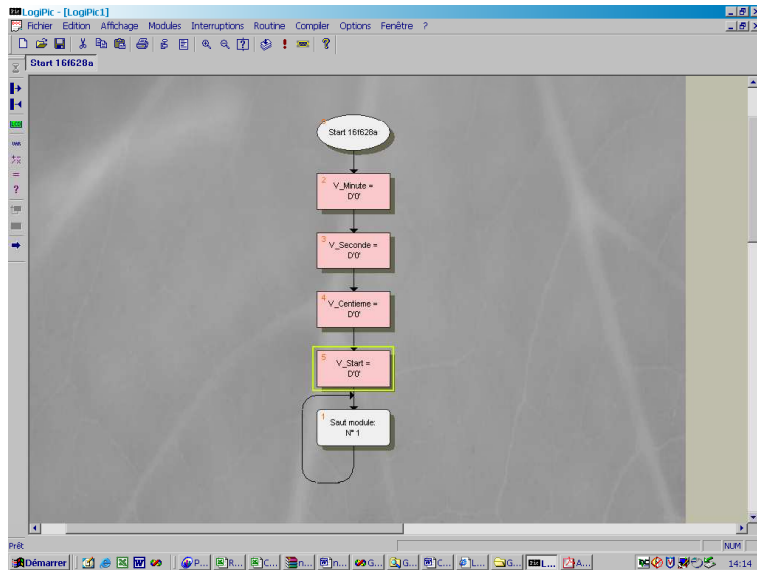 LogiPic - [LogiPic1]
Fichier Edition Affichage Modules Interruptions Routine Compiler Options Fenêtre ?
Start 16f628a
Start 16f628a
2
V_Minute =
D'0'
3
V_Seconde =
D'0'
4
V_Centieme =
D'0'
5
V_Start =
D'0'
1
Saut module:
N° 1
Prêt
NUM
Démarrer
P...
R...
C...
n...
n...
G...
G...
C...
L...
G...
L...
A...
14:14